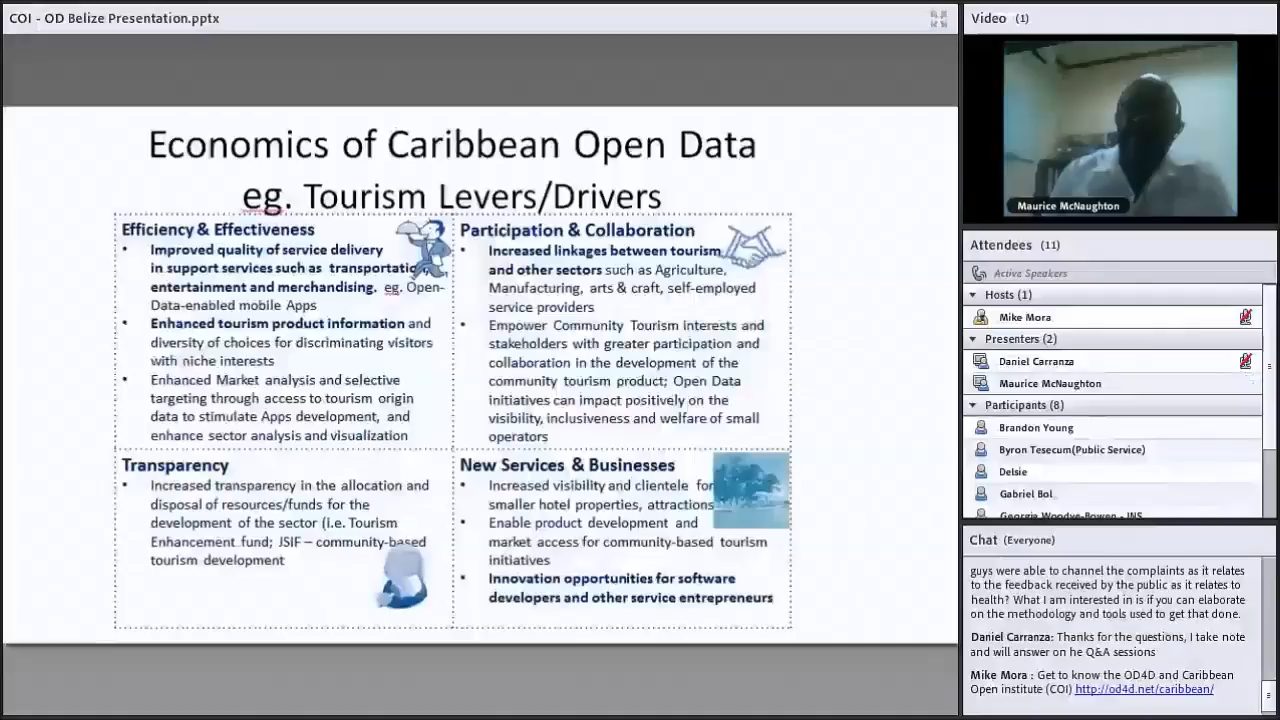 COI - OD Belize Presentation.pptx
Economics of Caribbean Open Data
eg. Tourism Levers/Drivers
Efficiency & Effectiveness
• Improved quality of service delivery
in support services such as transportation,
entertainment and merchandising. eg. Open-
Data-enabled mobile Apps
• Enhanced tourism product information and
diversity of choices for discriminating visitors
with niche interests
• Enhanced Market analysis and selective
targeting through access to tourism origin
data to stimulate Apps development, and
enhance sector analysis and visualization
Participation & Collaboration
• Increased linkages between tourism
and other sectors such as Agriculture,
Manufacturing, arts & craft, self-employed
service providers
• Empower Community Tourism interests and
stakeholders with greater participation and
collaboration in the development of the
community tourism product; Open Data
initiatives can impact positively on the
visibility, inclusiveness and welfare of small
operators
Transparency
• Increased transparency in the allocation and
disposal of resources/funds for the
development of the sector (i.e. Tourism
Enhancement fund; JSIF – community-based
tourism development
New Services & Businesses
• Increased visibility and clientele for
smaller hotel properties, attractions
• Enable product development and
market access for community-based tourism
initiatives
• Innovation opportunities for software
developers and other service entrepreneurs
Video (1)
Maurice McNaughton
Attendees (11)
Active Speakers
Hosts (1)
Mike Mora
Presenters (2)
Daniel Carranza
Maurice McNaughton
Participants (8)
Brandon Young
Byron Tesecum(Public Service)
Delsie
Gabriel Bol
Georgie Woodye-Bowen - INS
Chat (Everyone)
guys were able to channel the complaints as it relates
to the feedback received by the public as it relates to
health? What I am interested in is if you can elaborate
on the methodology and tools used to get that done.
Daniel Carranza: Thanks for the questions, I take note
and will answer on he Q&A sessions
Mike Mora : Get to know the OD4D and Caribbean
Open institute (COI) http://od4d.net/caribbean/